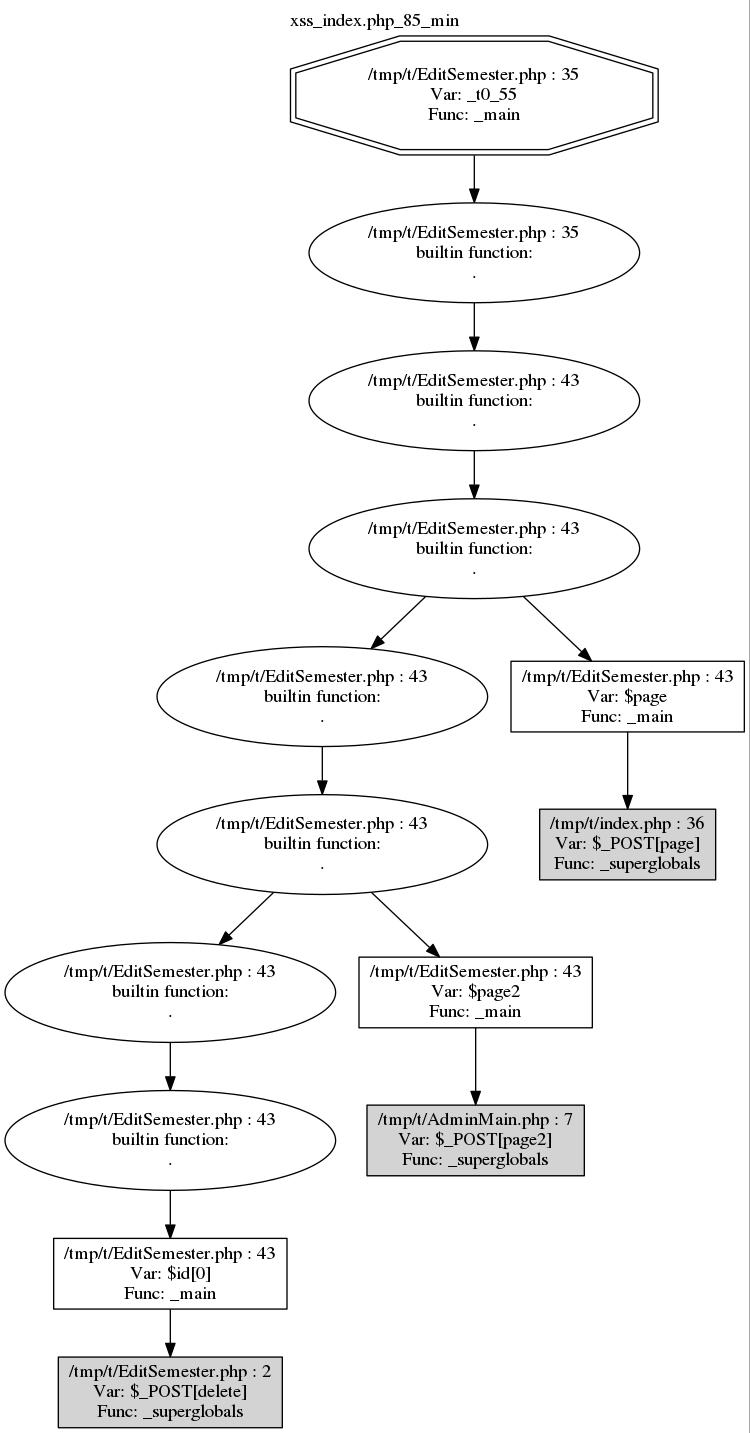 xss_index.php_85_min
/tmp/t/EditSemester.php : 35
Var: _t0_55
Func: _main
/tmp/t/EditSemester.php : 35
builtin function:
.
/tmp/t/EditSemester.php : 43
builtin function:
.
/tmp/t/EditSemester.php : 43
builtin function:
.
/tmp/t/EditSemester.php : 43
builtin function:
.
/tmp/t/EditSemester.php : 43
Var: $page
Func: _main
/tmp/t/EditSemester.php : 43
builtin function:
.
/tmp/t/index.php : 36
Var: $_POST[page]
Func: _superglobals
/tmp/t/EditSemester.php : 43
builtin function:
.
/tmp/t/EditSemester.php : 43
Var: $page2
Func: _main
/tmp/t/EditSemester.php : 43
builtin function:
.
/tmp/t/AdminMain.php : 7
Var: $_POST[page2]
Func: _superglobals
/tmp/t/EditSemester.php : 43
Var: $id[0]
Func: _main
/tmp/t/EditSemester.php : 2
Var: $_POST[delete]
Func: _superglobals